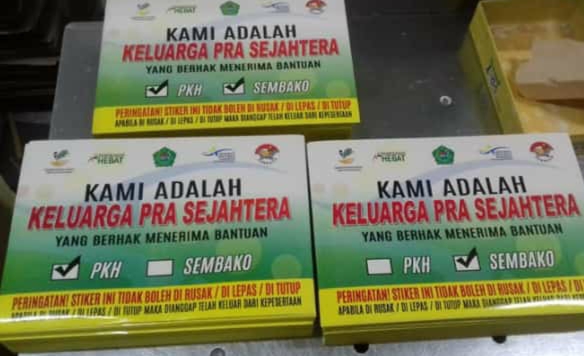 HEBAT
KAMI ADALAH
KELUARGA PRA SEJAHTERA
YANG BERHAK MENERIMA BANTUAN
PKH SEMBAKO
PERINGATAN! STIKER INI TIDAK BOLEH DI RUSAK / DI LEPAS / DI TUTUP
APABILA DI RUSAK / DI LEPAS / DI TUTUP MAKA DIANGGAP TELAH KELUAR DARI KEPESERTAAN
HEBAT
KAMI ADALAH
KELUARGA PRA SEJAHTERA
YANG BERHAK MENERIMA BANTUAN
PKH SEMBAKO
PERINGATAN! STIKER INI TIDAK BOLEH DI RUSAK / DI LEPAS / DI TUTUP
APABILA DI RUSAK / DI LEPAS / DI TUTUP MAKA DIANGGAP TELAH KELUAR DARI KEPESERTAAN
HEBAT
KAMI ADALAH
KELUARGA PRA SEJAHTERA
YANG BERHAK MENERIMA BANTUAN
PKH SEMBAKO
PERINGATAN! STIKER INI TIDAK BOLEH DI RUSAK / DI LEPAS / DI
APABILA DI RUSAK / DI LEPAS / DI TUTUP MAKA DIANGGAP TELAH KELUAR DARI KEPESERTAAN